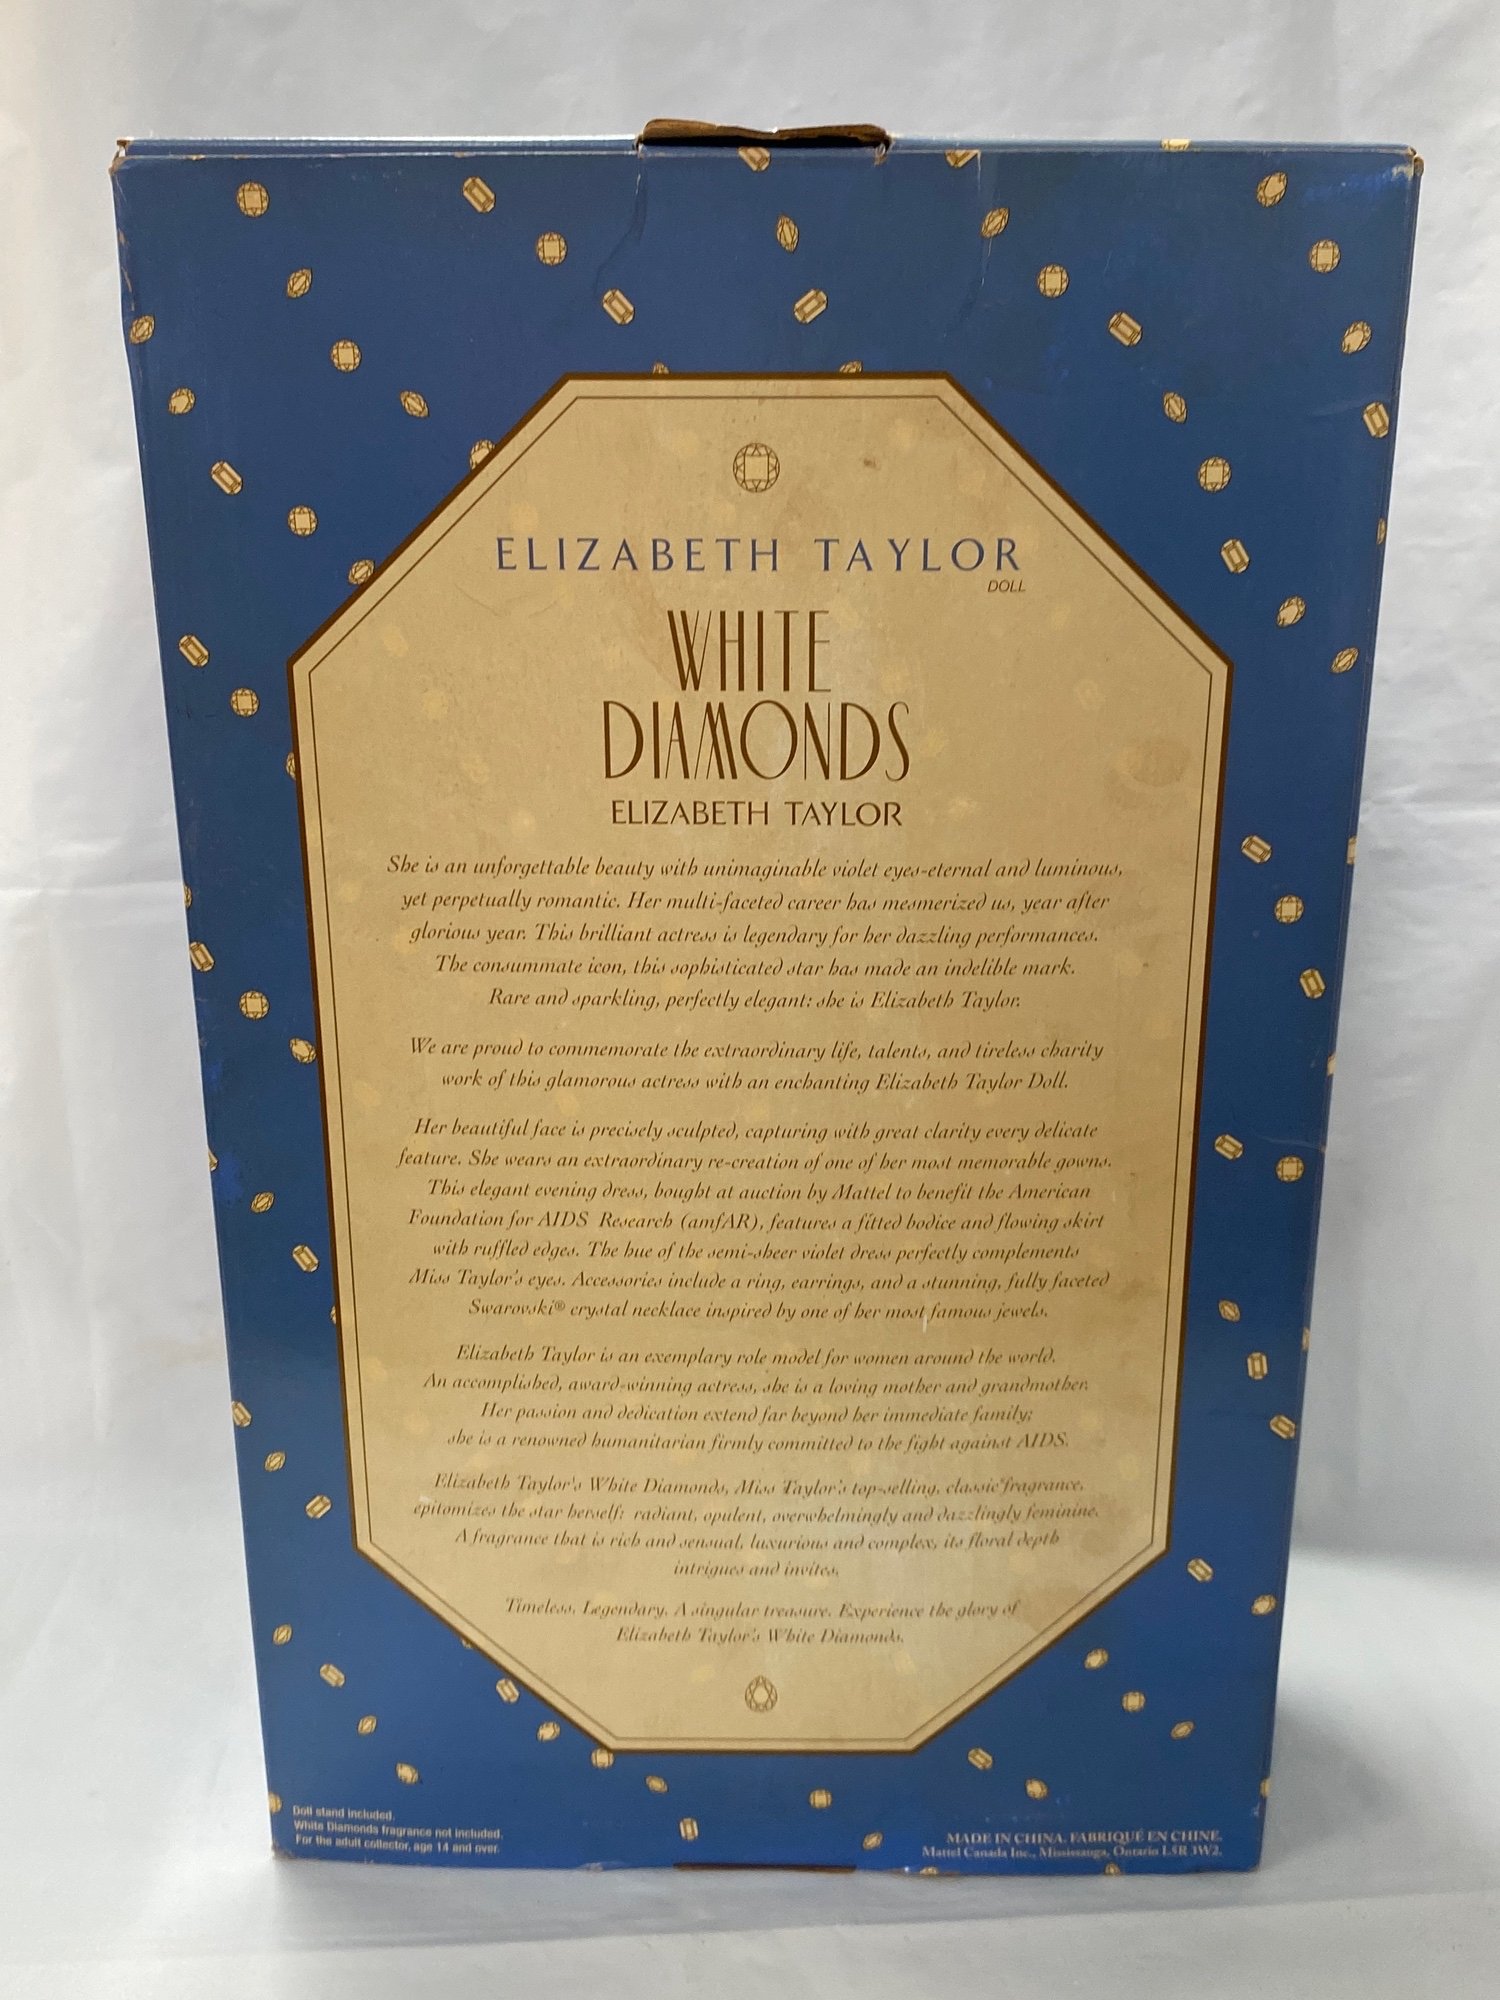 ELIZABETH TAYLOR
DOLL
WHITE
DIAMONDS
ELIZABETH TAYLOR
She is an unforgettable beauty with unimaginable violet eyes-eternal and luminous,
yet perpetually romantic. Her multi-faceted career has mesmerized us, year after
glorious year. This brilliant actress is legendary for her dazzling performances.
The consummate icon, this sophisticated star has made an indelible mark.
Rare and sparkling, perfectly elegant: she is Elizabeth Taylor.
We are proud to commemorate the extraordinary life, talents, and tireless charity
work of this glamorous actress with an enchanting Elizabeth Taylor Doll.
Her beautiful face is precisely sculpted, capturing with great clarity every delicate
feature. She wears an extraordinary re-creation of one of her most memorable gowns.
This elegant evening dress, bought at auction by Mattel to benefit the American
Foundation for AIDS Research (amfAR), features a fitted bodice and flowing skirt
with ruffled edges. The hue of the semi-sheer violet dress perfectly complements
Miss Taylor's eyes. Accessories include a ring, earrings, and a stunning, fully faceted
Swarovski® crystal necklace inspired by one of her most famous jewels.
Elizabeth Taylor is an exemplary role model for women around the world.
An accomplished, award-winning actress, she is a loving mother and grandmother.
Her passion and dedication extend far beyond her immediate family;
she is a renowned humanitarian firmly committed to the fight against AIDS.
Elizabeth Taylor's White Diamonds, Miss Taylor's top-selling, classic fragrance,
epitomizes the star herself: radiant, opulent, overwhelmingly and dazzlingly feminine.
A fragrance that is rich and sensual, luxurious and complex, its floral depth
intrigues and invites.
Timeless. Legendary. A singular treasure. Experience the glory of
Elizabeth Taylor's White Diamonds.
Doll stand included.
White Diamonds fragrance not included.
For the adult collector, age 14 and over.
MADE IN CHINA. FABRIQUÉ EN CHINE.
Mattel Canada Inc., Mississauga, Ontario L5R 3W2.